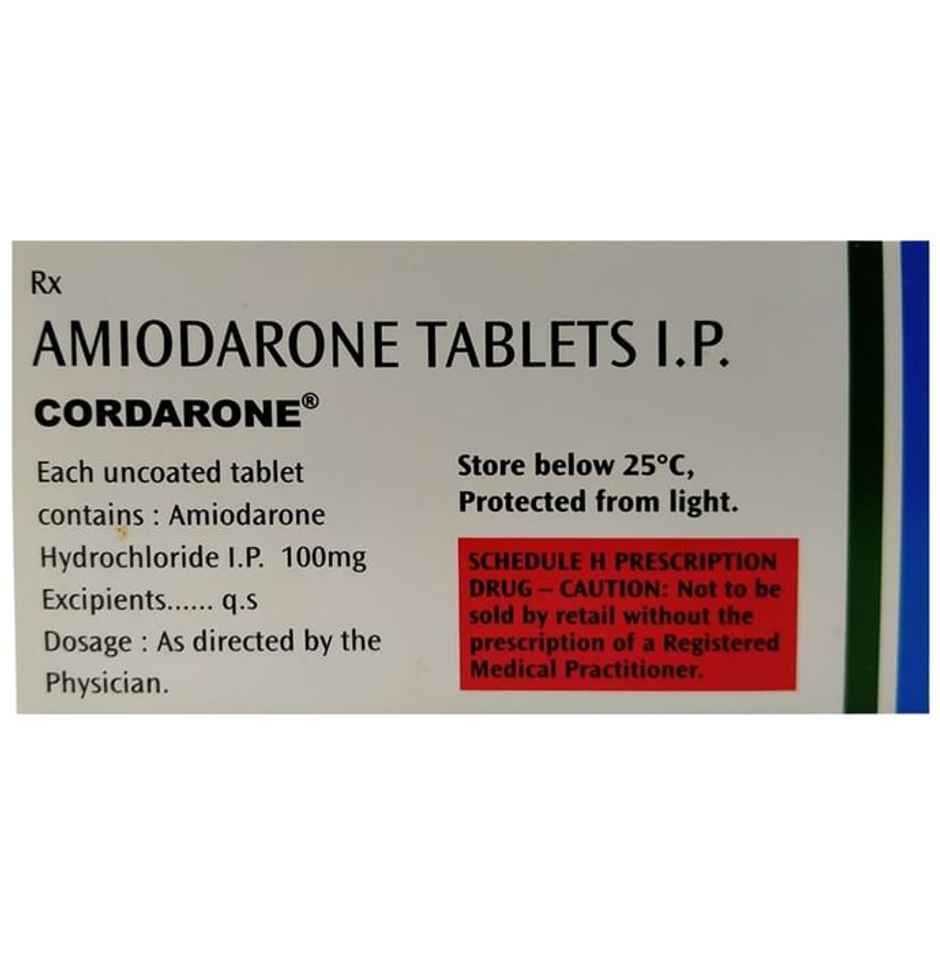 Rx
AMIODARONE TABLETS I.P.
CORDARONE®
Each uncoated tablet
contains : Amiodarone
Hydrochloride I.P. 100mg
Excipients...... q.s
Dosage : As directed by the
Physician.
Store below 25°C,
Protected from light.
SCHEDULE H PRESCRIPTION
DRUG – CAUTION: Not to be
sold by retail without the
prescription of a Registered
Medical Practitioner.